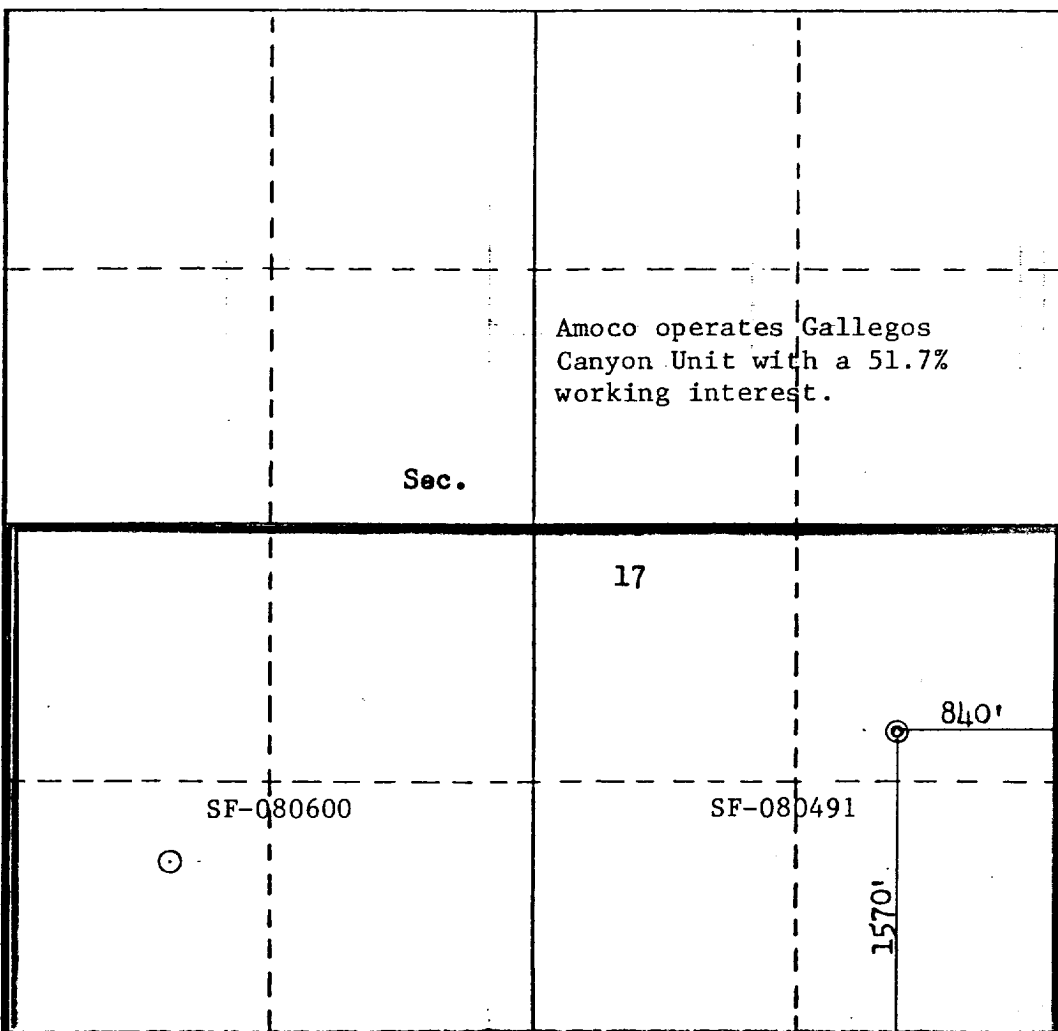 Amoco operates Gallegos
Canyon Unit with a 51.7%
working interest.
Sec.
17
840'
SF-080600
SF-080491
1570'